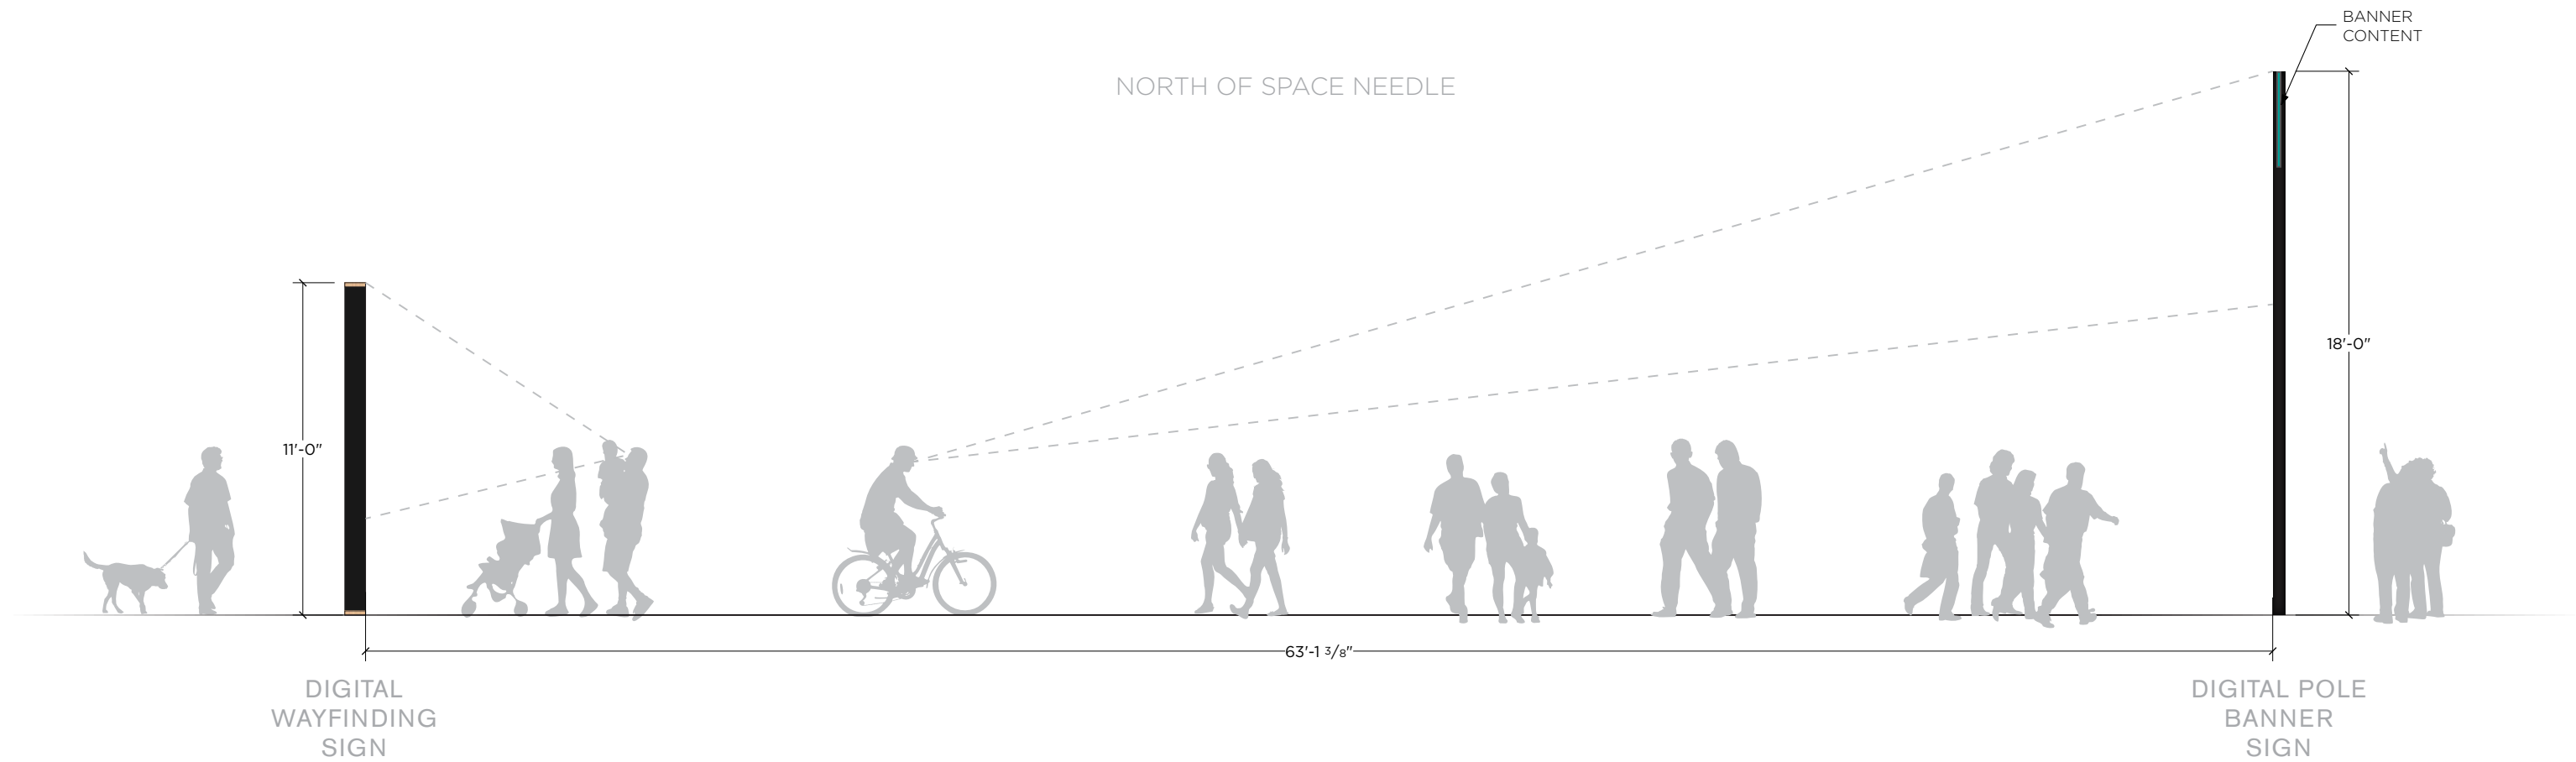 BANNER
CONTENT
NORTH OF SPACE NEEDLE
18'-0"
11'-0"
63'-1 3/8"
DIGITAL
WAYFINDING
SIGN
DIGITAL POLE
BANNER
SIGN